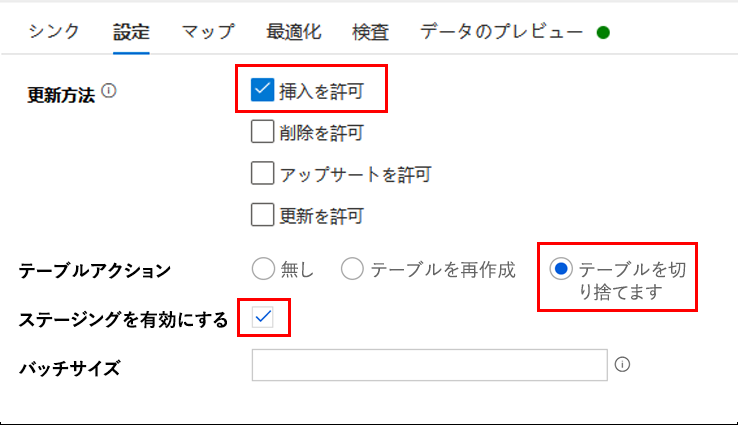 シンク 設定 マップ 最適化 検査 データのプレビュー
更新方法 挿入を許可
削除を許可
アップサートを許可
更新を許可
テーブルアクション 無し テーブルを再作成 テーブルを切
り捨てます
ステージングを有効にする
バッチサイズ